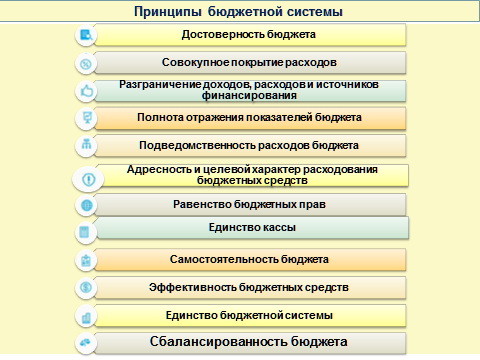 Принципы бюджетной системы
Достоверность бюджета
Совокупное покрытие расходов
Разграничение доходов, расходов и источников
финансирования
Полнота отражения показателей бюджета
Подведомственность расходов бюджета
Адресность и целевой характер расходования
бюджетных средств
Равенство бюджетных прав
Единство кассы
Самостоятельность бюджета
Эффективность бюджетных средств
Единство бюджетной системы
Сбалансированность бюджета